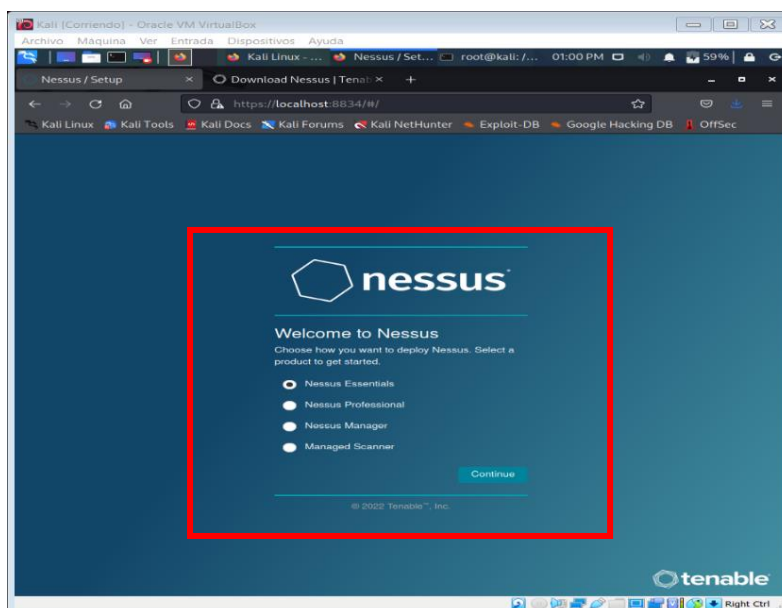 Kali [Corriendo] - Oracle VM VirtualBox
Archivo Máquina Ver Entrada Dispositivos Ayuda
Kali Linux - ... Nessus / Set... root@kali: /... 01:00 PM 59%
Nessus / Setup Download Nessus | Tenab
https://localhost:8834/#/
Kali Linux Kali Tools Kali Docs Kali Forums Kali NetHunter Exploit-DB Google Hacking DB OffSec
nessus
Welcome to Nessus
Choose how you want to deploy Nessus. Select a
product to get started.
Nessus Essentials
Nessus Professional
Nessus Manager
Managed Scanner
Continue
© 2022 Tenable™, Inc.
tenable
Right Ctrl